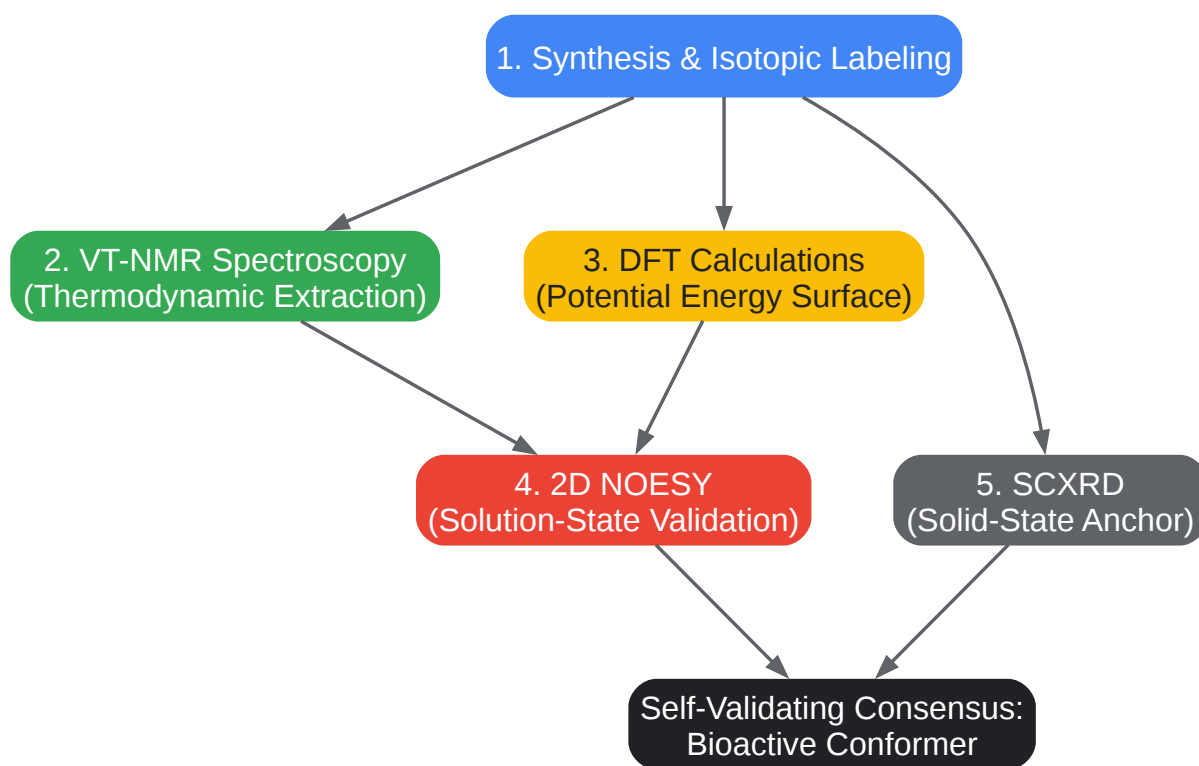 1. Synthesis & Isotopic Labeling
2. VT-NMR Spectroscopy
(Thermodynamic Extraction)
3. DFT Calculations
(Potential Energy Surface)
4. 2D NOESY
(Solution-State Validation)
5. SCXRD
(Solid-State Anchor)
Self-Validating Consensus:
Bioactive Conformer